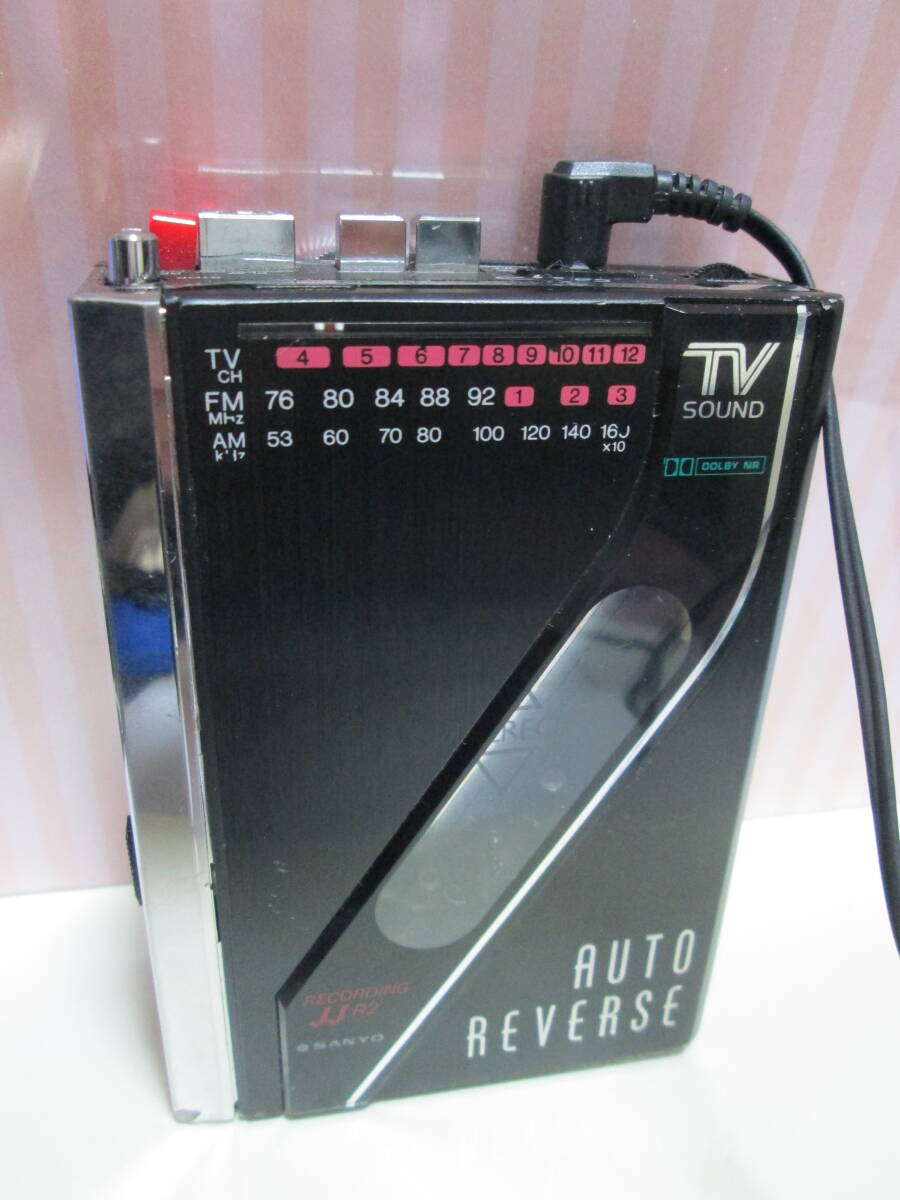 TV CH 4 5 6 7 8 9 10 11 12
FM MHz 76 80 84 88 92 1 2 3
AM kHz 53 60 70 80 100 120 140 160 x10
TV
SOUND
DOLBY NR
AUTO
REVERSE
RECORDING
JJ R2
SANYO